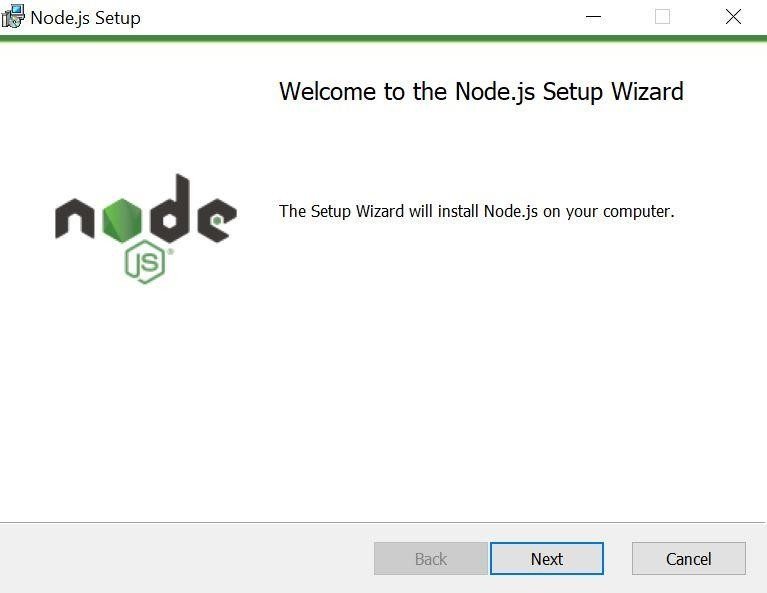 Node.js Setup
Welcome to the Node.js Setup Wizard
node
JS®
The Setup Wizard will install Node.js on your computer.
Back Next Cancel